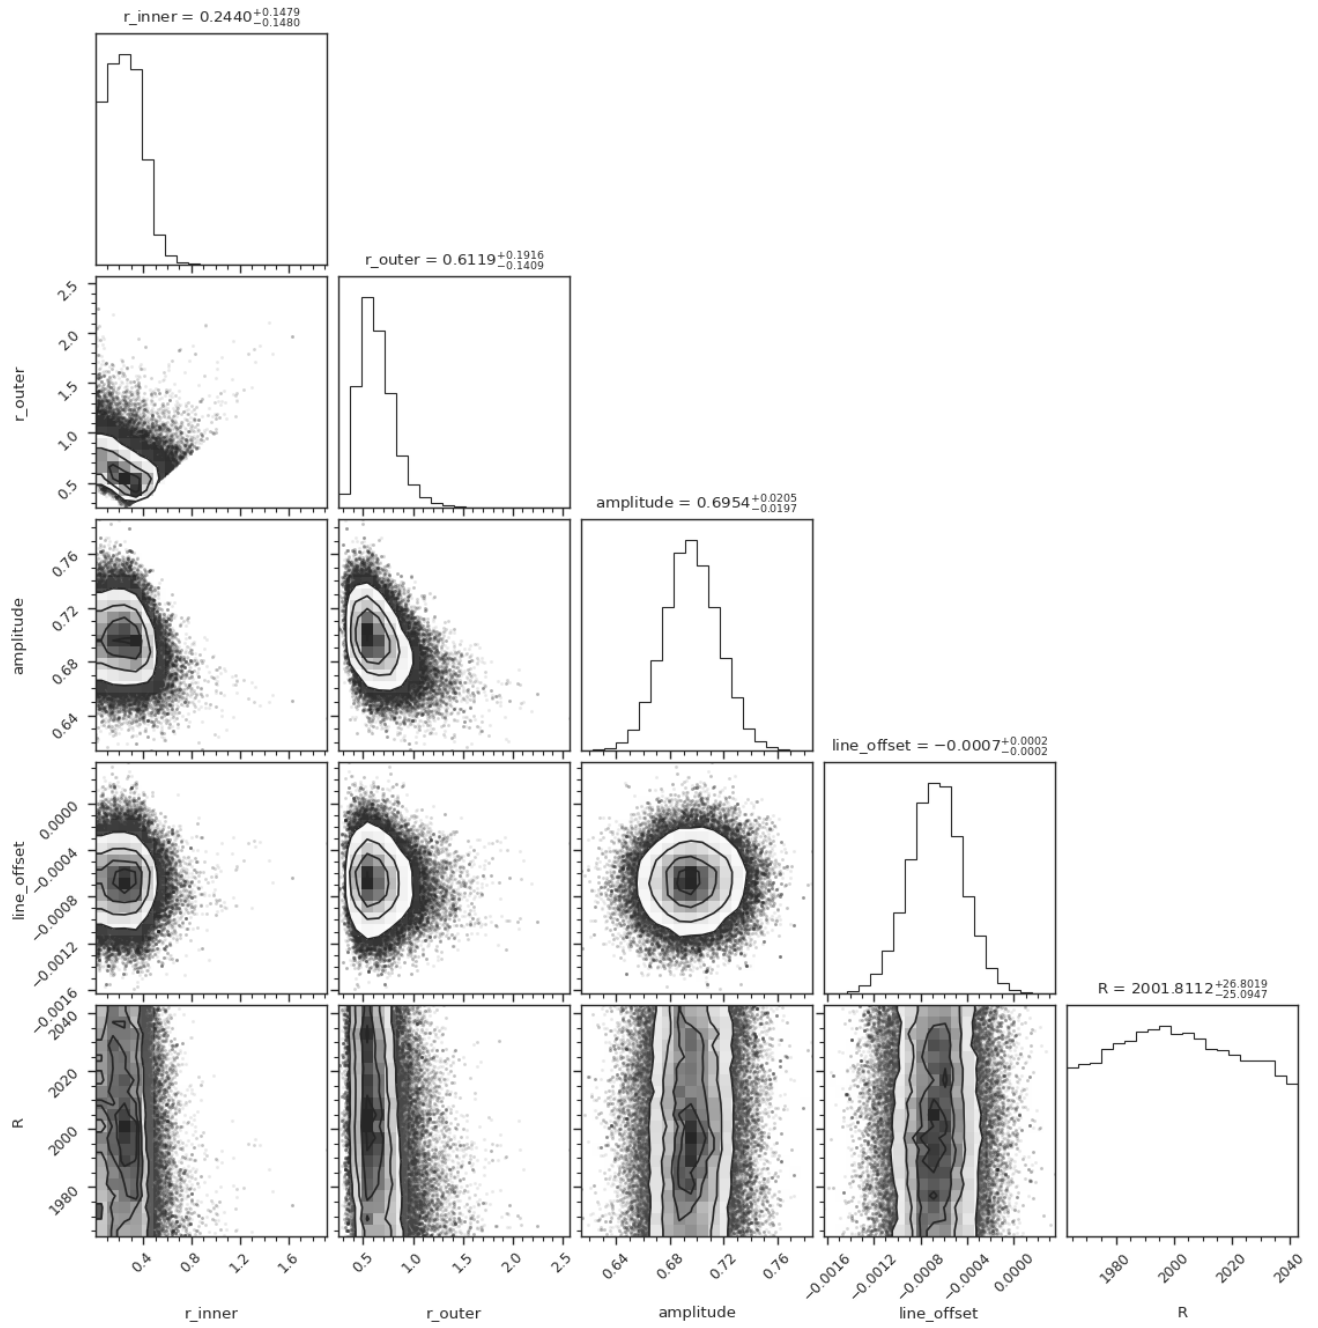 r_inner = 0.2440+0.1479−0.1480
r_outer = 0.6119+0.1916−0.1409
2.5
2.0
1.5
1.0
0.5
r_outer
amplitude = 0.6954+0.0205−0.0197
0.76
0.72
0.68
0.64
amplitude
line_offset = −0.0007+0.0002−0.0002
0.0000
−0.0004
−0.0008
−0.0012
−0.0016
line_offset
R = 2001.8112+26.8019−25.0947
2040
2020
2000
1980
R
0.4 0.8 1.2 1.6
0.5 1.0 1.5 2.0 2.5
0.64 0.68 0.72 0.76
−0.0016 −0.0012 −0.0008 −0.0004 0.0000
1980 2000 2020 2040
r_inner r_outer amplitude line_offset R